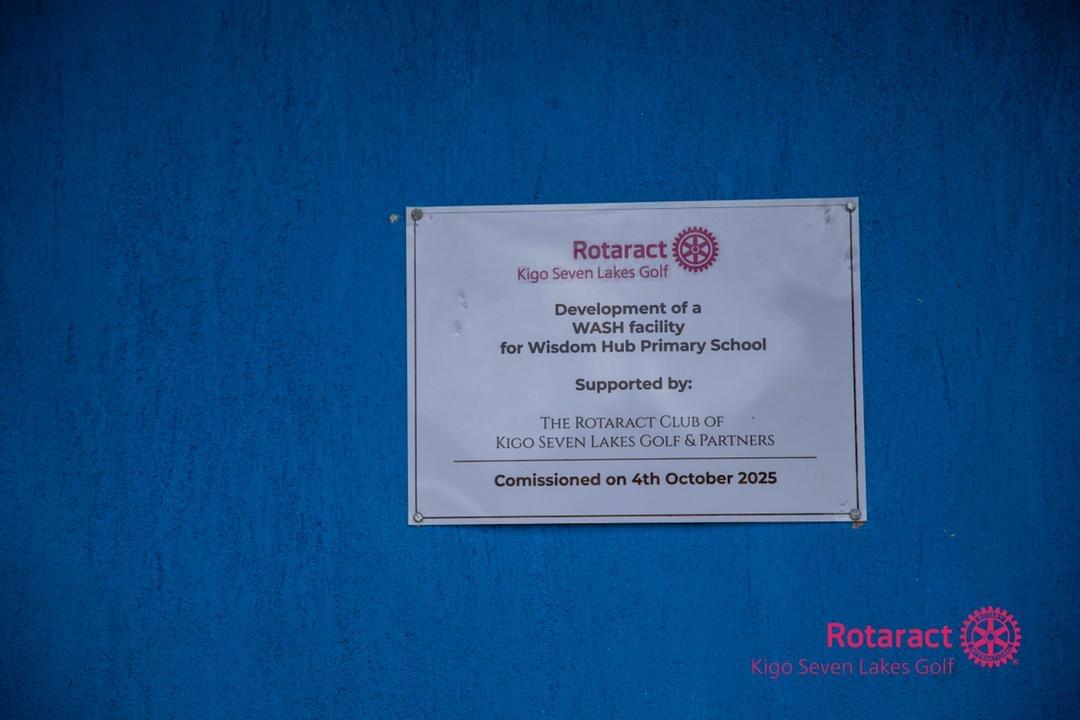 Rotaract
Kigo Seven Lakes Golf
Development of a
WASH facility
for Wisdom Hub Primary School
Supported by:
THE ROTARACT CLUB OF
KIGO SEVEN LAKES GOLF & PARTNERS
Comissioned on 4th October 2025
Rotaract
Kigo Seven Lakes Golf